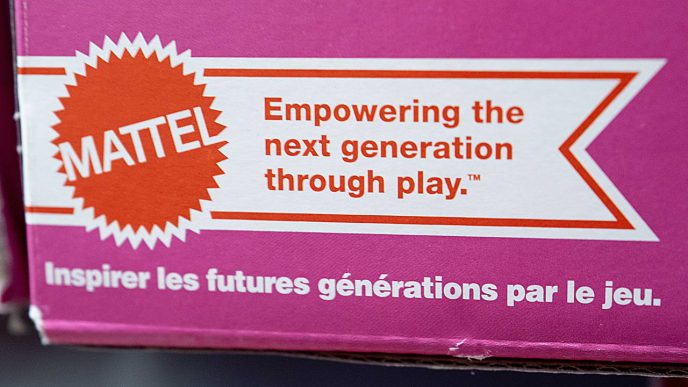 MATTEL
Empowering the
next generation
through play.™
Inspirer les futures générations par le jeu.